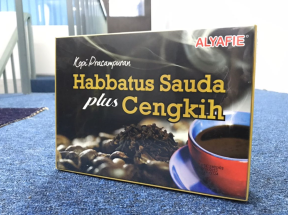 ALYAFIE
Kopi Pracampuran
Habbatus Sauda
plus Cengkih